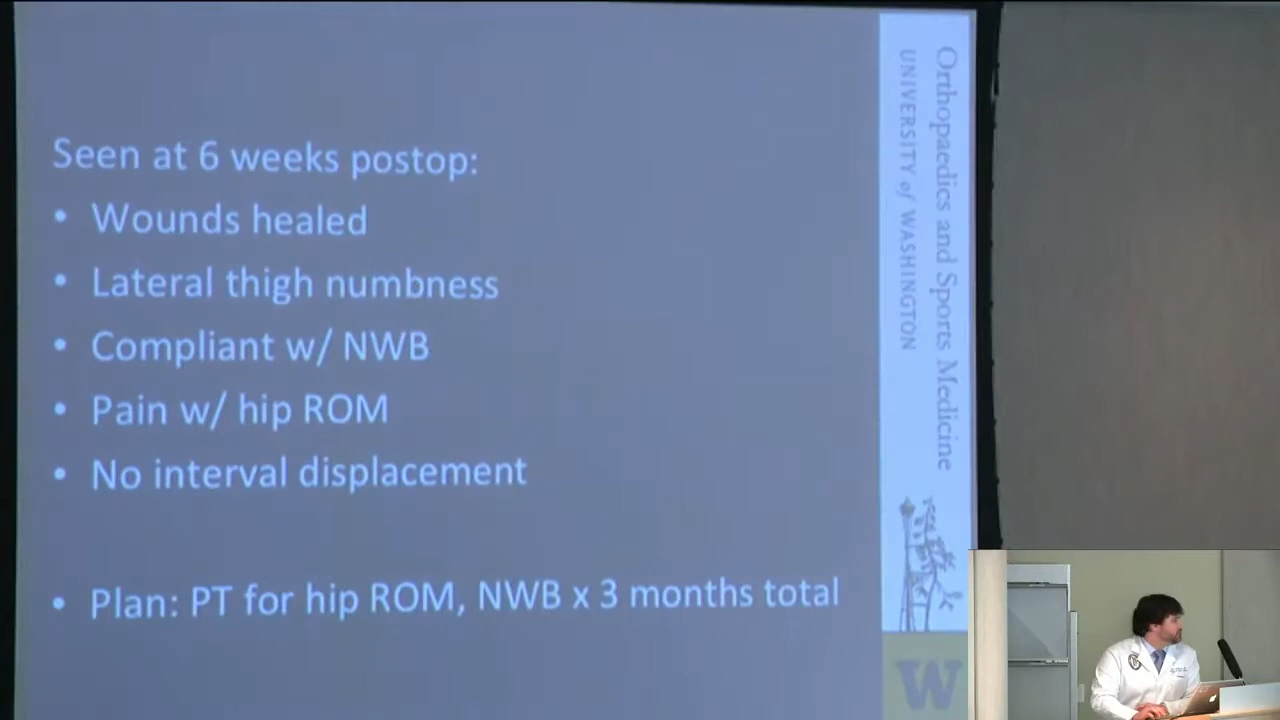 Seen at 6 weeks postop:
• Wounds healed
• Lateral thigh numbness
• Compliant w/ NWB
• Pain w/ hip ROM
• No interval displacement
• Plan: PT for hip ROM, NWB x 3 months total
Orthopaedics and Sports Medicine
UNIVERSITY of WASHINGTON
W